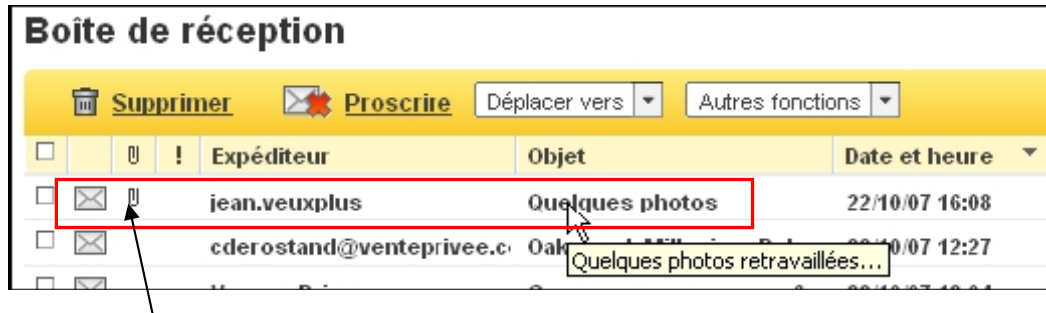 Boîte de réception
Supprimer Proscrire Déplacer vers Autres fonctions
! Expéditeur Objet Date et heure
jean.veuxplus Quelques photos 22/10/07 16:08
cderostand@venteprivee.c 12:27
Quelques photos retravaillées...